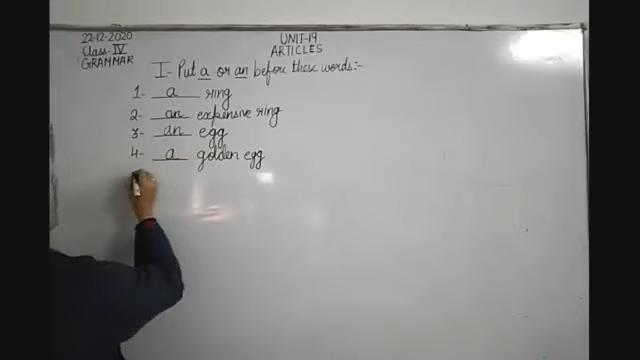 22-12-2020
Class-IV
GRAMMAR
UNIT-19
ARTICLES
I- Put a or an before these words:-
1- a ring
2- an expensive ring
3- an egg
4- a golden egg